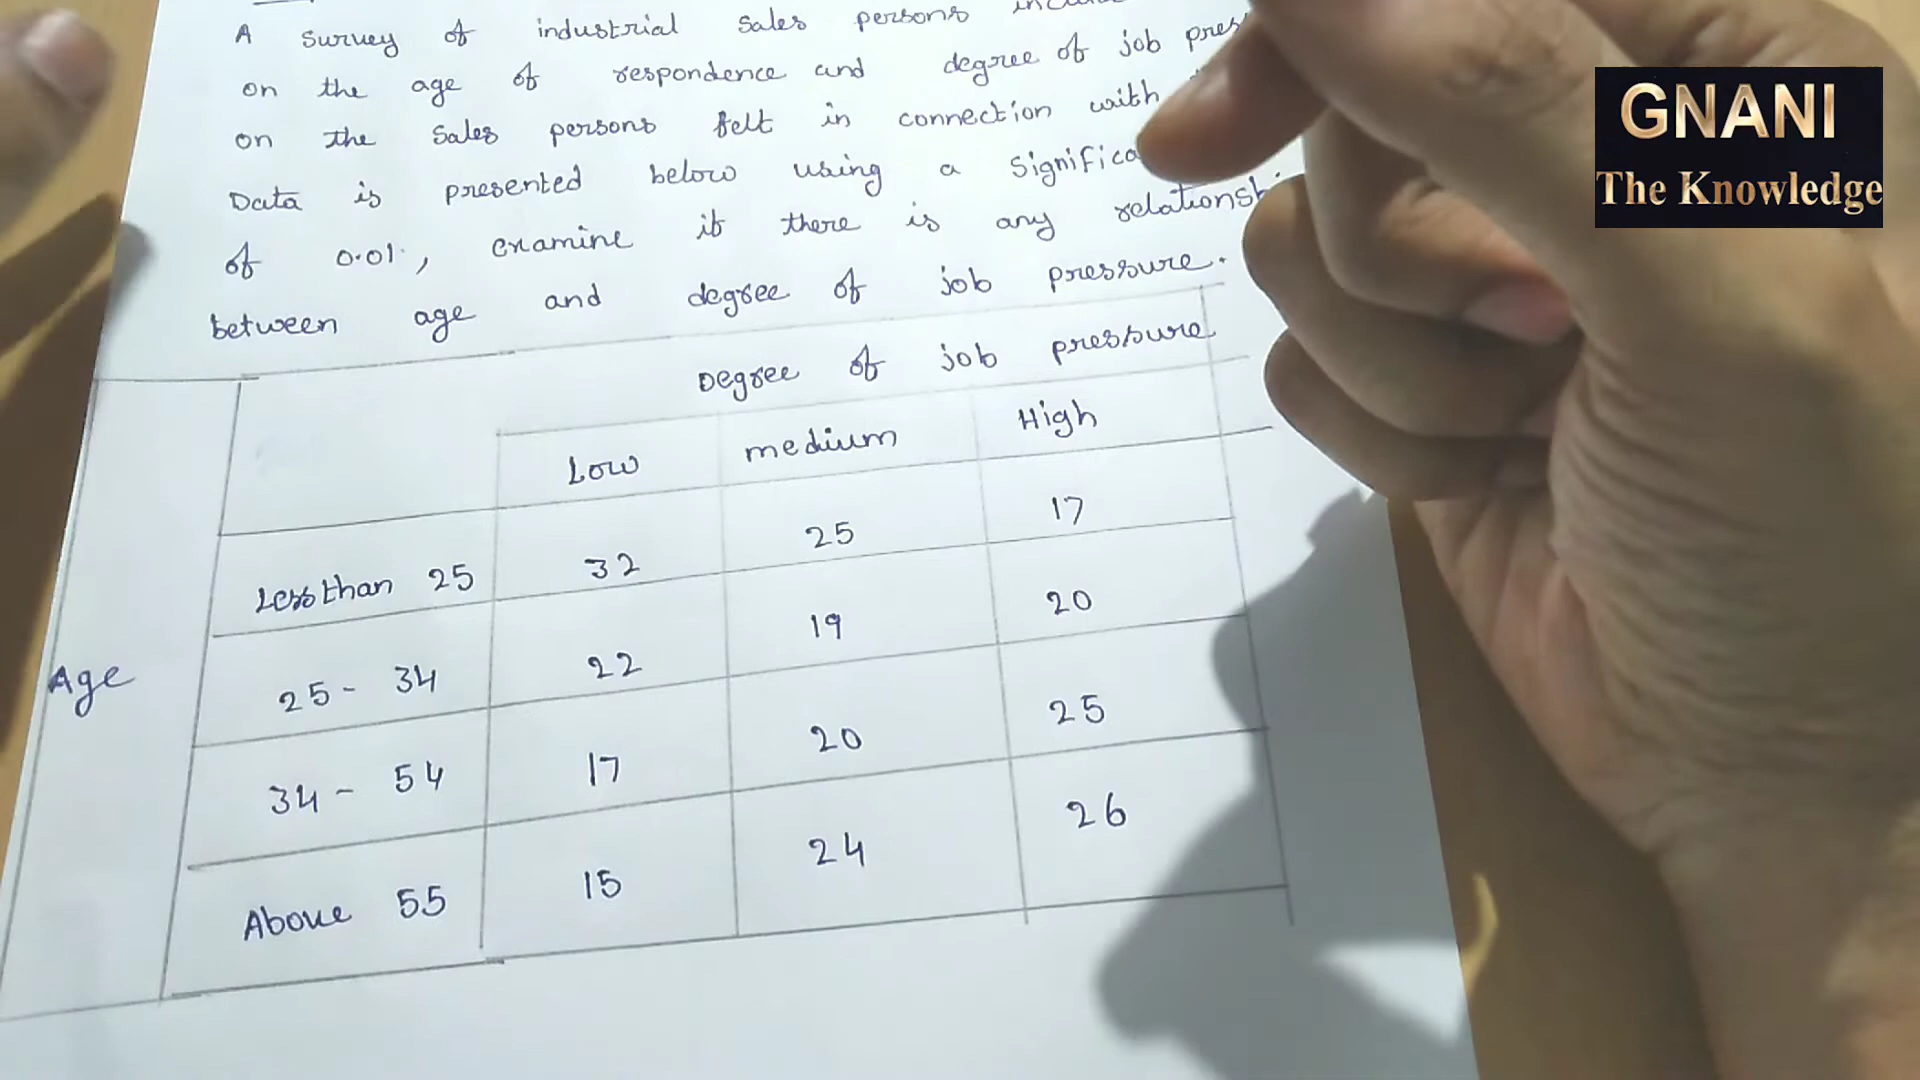 A survey of industrial sales persons
on the age of respondence and degree of job
on the sales persons felt in connection with
Data is presented below using a
of 0.01, examine if there is any
between age and degree of job pressure.
Degree of job pressure
Low medium High
Less than 25 32 25 17
25 - 34 22 19 20
Age
34 - 54 17 20 25
Above 55 15 24 26
GNANI
The Knowledge